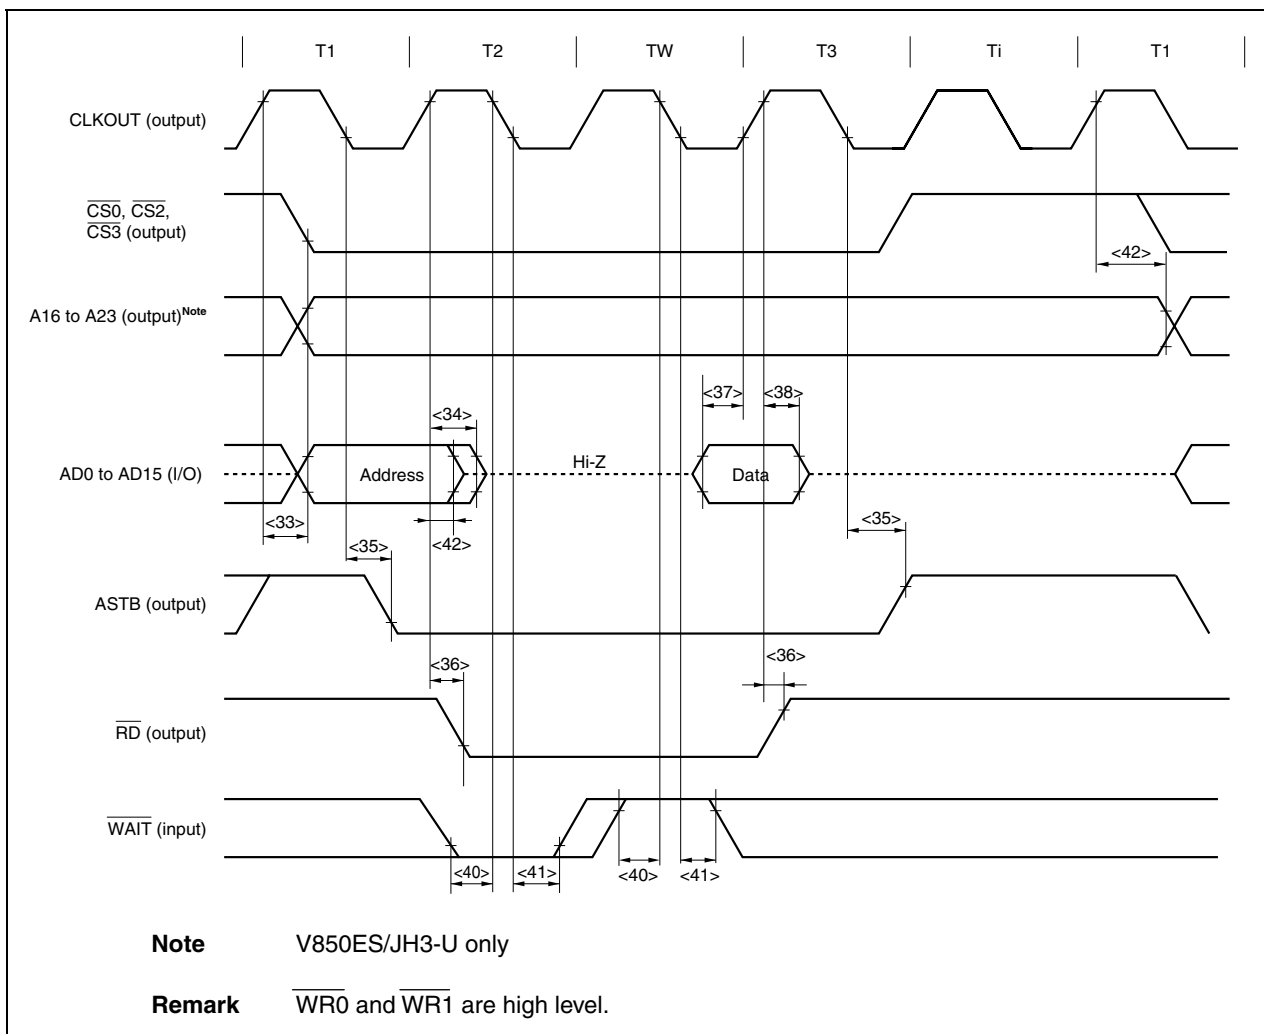 T1 T2 TW T3 Ti T1
CLKOUT (output)
CS0, CS2,
CS3 (output)
<42>
A16 to A23 (output)Note
<37> <38>
<34>
AD0 to AD15 (I/O) Address Hi-Z Data
<33> <42> <35>
<35>
ASTB (output)
<36> <36>
RD (output)
WAIT (input)
<40> <41> <40> <41>
Note V850ES/JH3-U only
Remark WR0 and WR1 are high level.